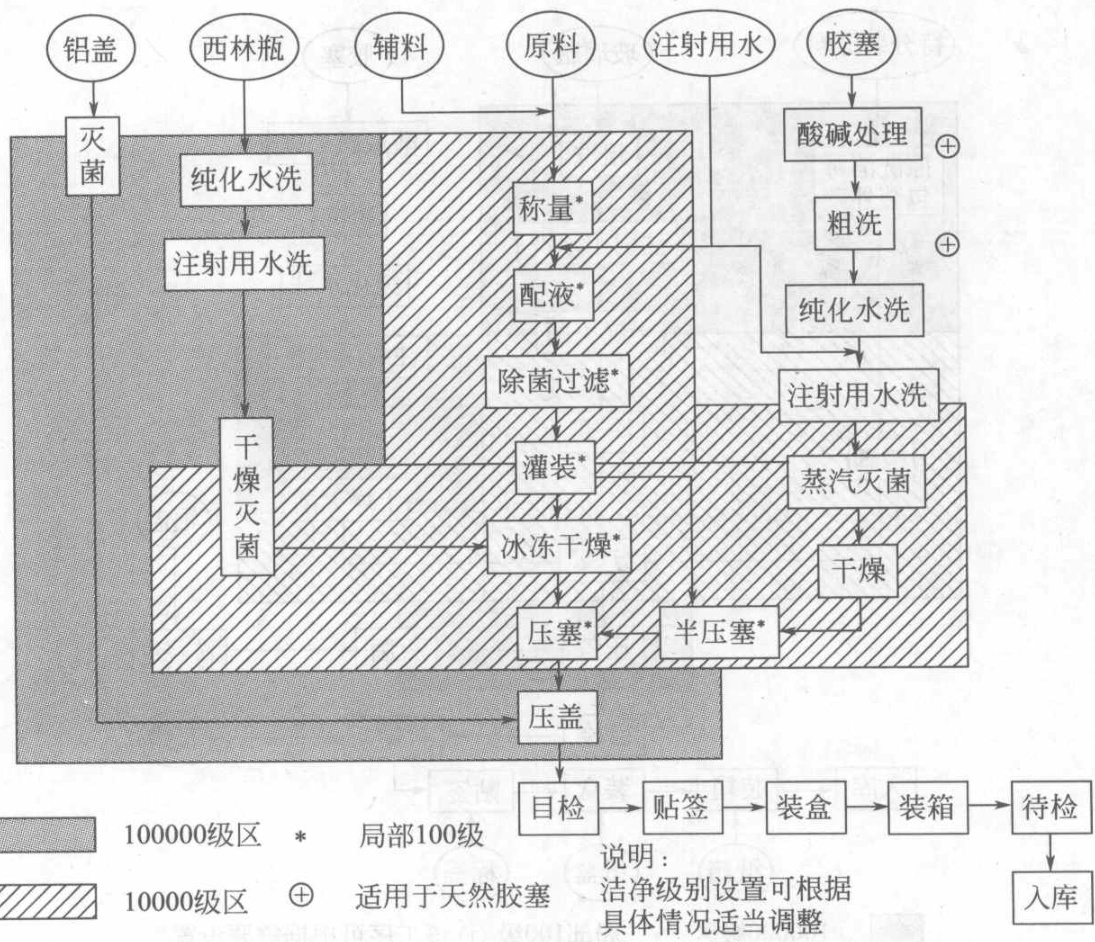 铝盖 西林瓶 辅料 原料 注射用水 胶塞
灭菌
纯化水洗
酸碱处理 ⊕
称量*
粗洗 ⊕
注射用水洗
配液*
纯化水洗
除菌过滤*
注射用水洗
干燥灭菌
灌装*
蒸汽灭菌
冰冻干燥*
干燥
压塞* 半压塞*
压盖
目检 贴签 装盒 装箱 待检
100000级区 * 局部100级
入库
10000级区 ⊕ 适用于天然胶塞
说明：
洁净级别设置可根据
具体情况适当调整